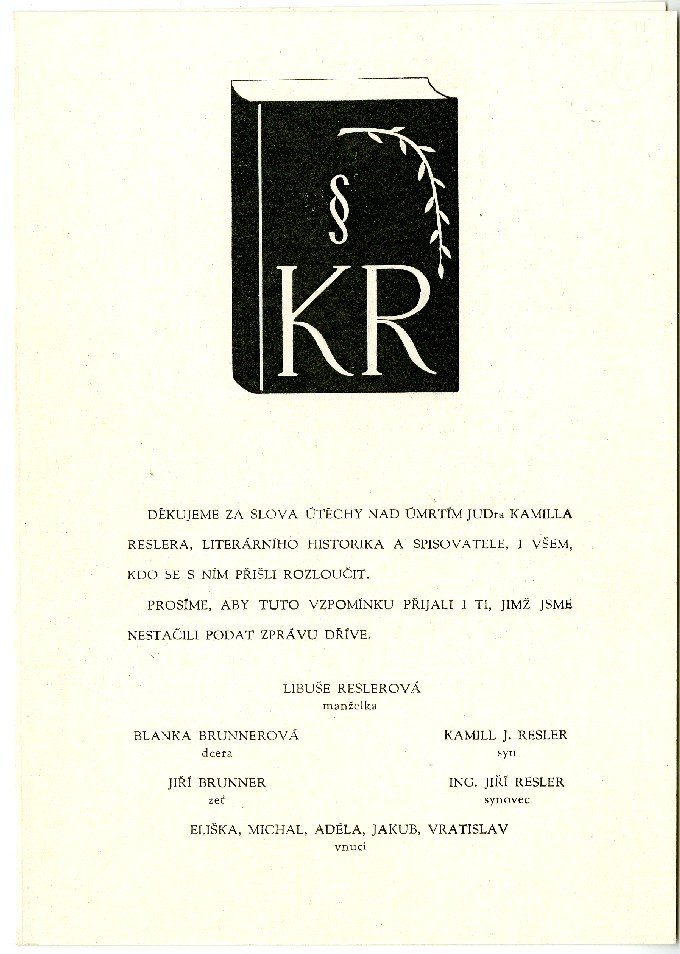 §
KR
DĚKUJEME ZA SLOVA ÚTĚCHY NAD ÚMRTÍM JUDra KAMILLA
RESLERA, LITERÁRNÍHO HISTORIKA A SPISOVATELE, I VŠEM,
KDO SE S NÍM PŘIŠLI ROZLOUČIT.
PROSÍME, ABY TUTO VZPOMÍNKU PŘIJALI I TI, JIMŽ JSME
NESTAČILI PODAT ZPRÁVU DŘÍVE.
LIBUŠE RESLEROVÁ
manželka
BLANKA BRUNNEROVÁ
dcera
KAMILL J. RESLER
syn
JIŘÍ BRUNNER
zeť
ING. JIŘÍ RESLER
synovec
ELIŠKA, MICHAL, ADÉLA, JAKUB, VRATISLAV
vnuci